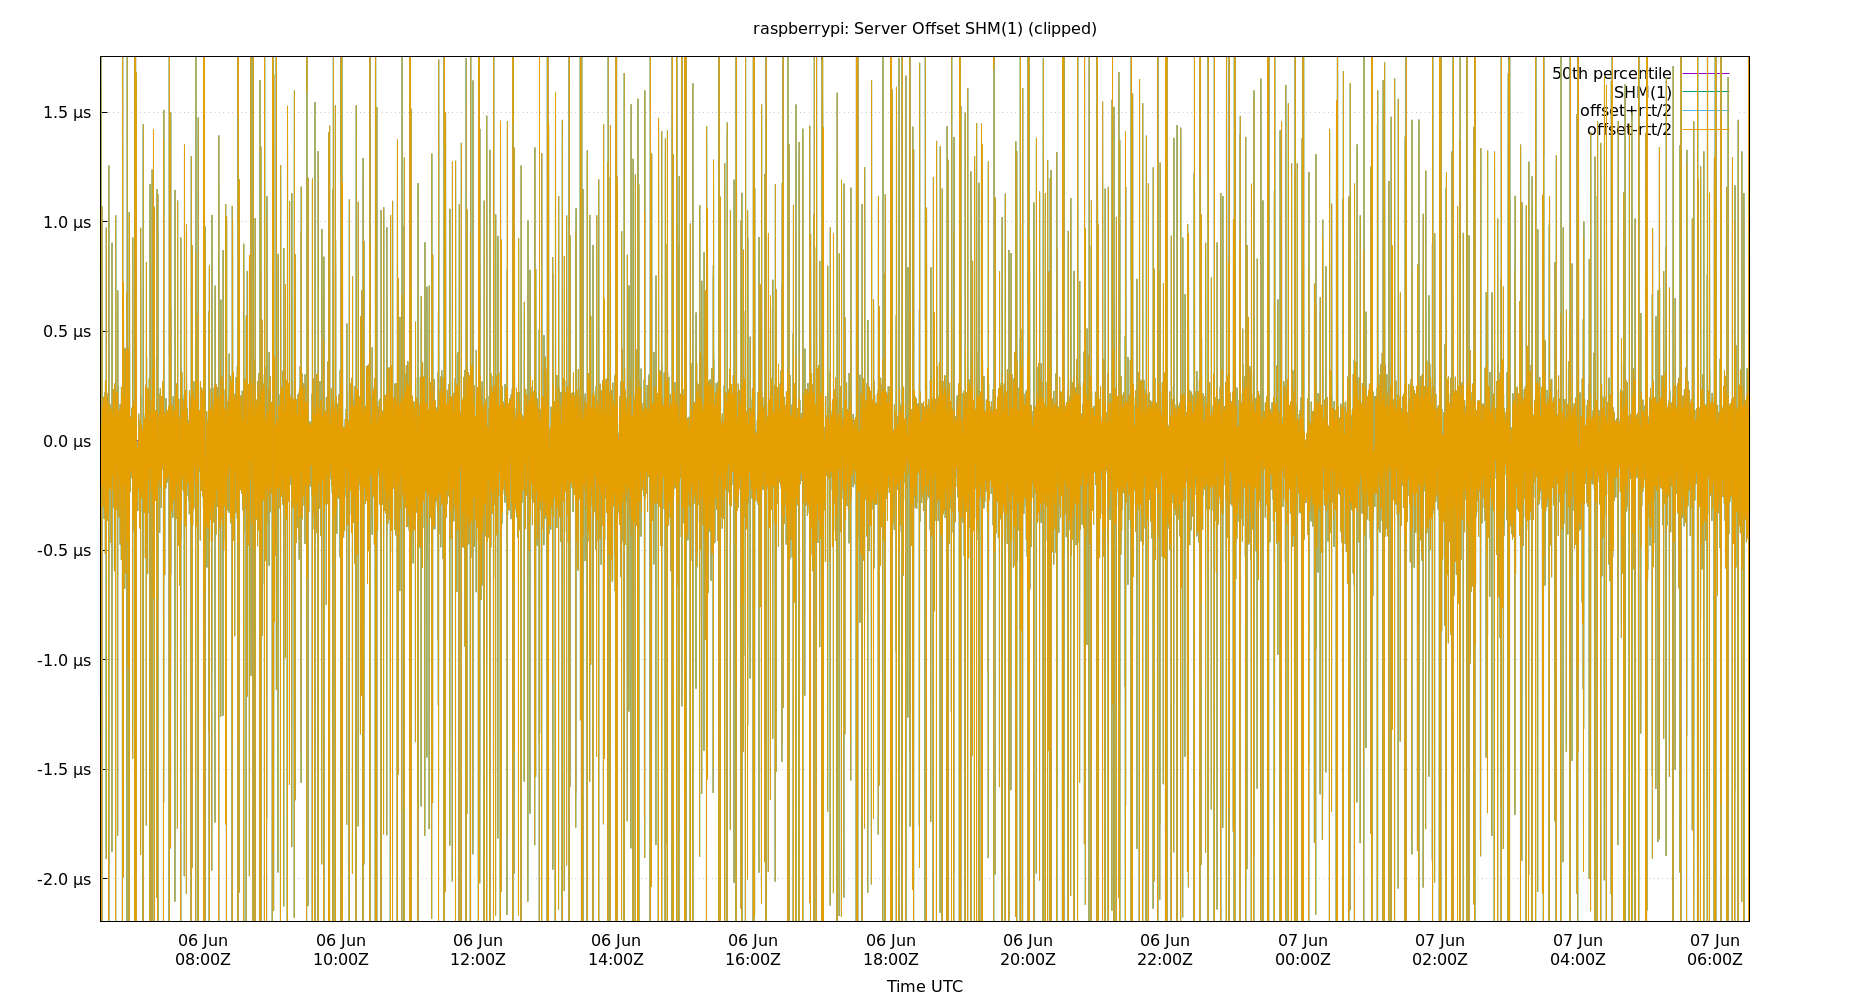 raspberrypi: Server Offset SHM(1) (clipped)
50th percentile
SHM(1)
offset+rtt/2
offset-rtt/2
1.5 µs
1.0 µs
0.5 µs
0.0 µs
-0.5 µs
-1.0 µs
-1.5 µs
-2.0 µs
06 Jun 06 Jun 06 Jun 06 Jun 06 Jun 06 Jun 06 Jun 06 Jun 07 Jun 07 Jun 07 Jun 07 Jun
08:00Z 10:00Z 12:00Z 14:00Z 16:00Z 18:00Z 20:00Z 22:00Z 00:00Z 02:00Z 04:00Z 06:00Z
Time UTC